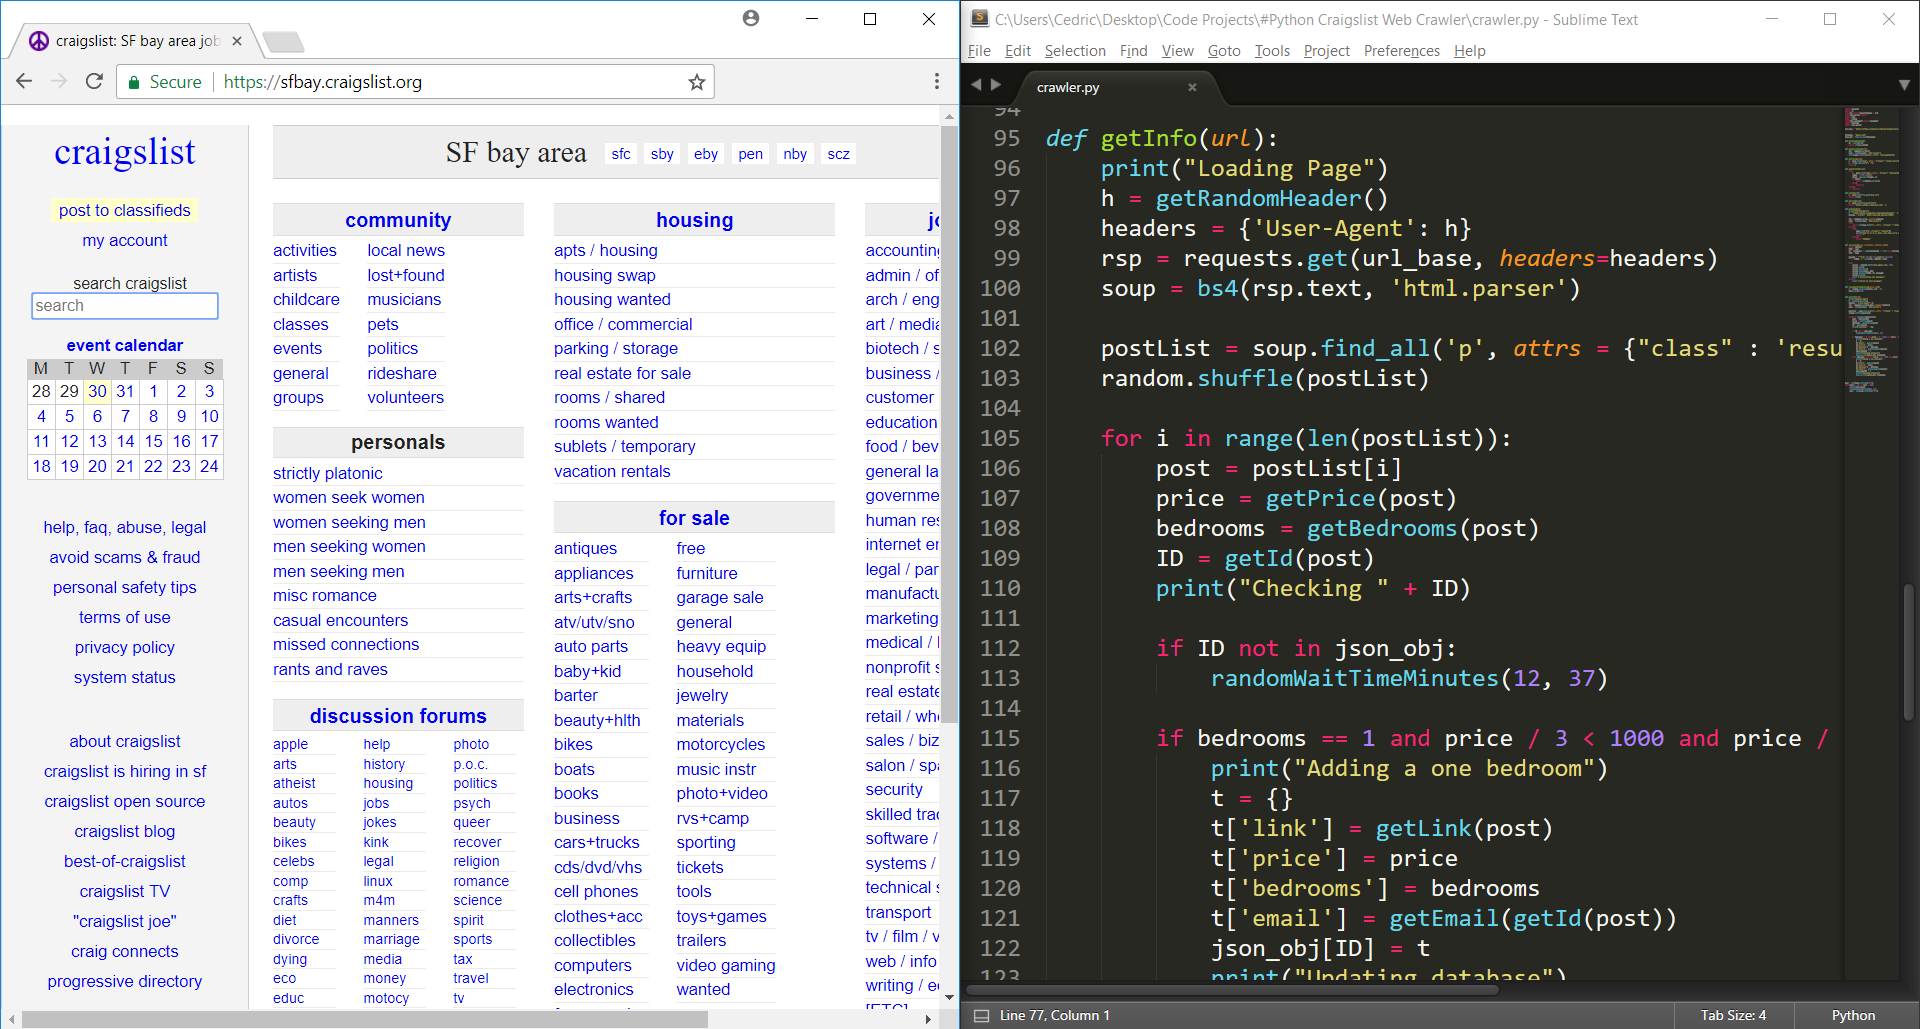 craigslist: SF bay area job
Secure
https://sfbay.craigslist.org
craigslist
post to classifieds
my account
search craigslist
search
event calendar
M T W T F S S
28 29 30 31 1 2 3
4 5 6 7 8 9 10
11 12 13 14 15 16 17
18 19 20 21 22 23 24
help, faq, abuse, legal
avoid scams & fraud
personal safety tips
terms of use
privacy policy
system status
about craigslist
craigslist is hiring in sf
craigslist open source
craigslist blog
best-of-craigslist
craigslist TV
"craigslist joe"
craig connects
progressive directory
SF bay area sfc sby eby pen nby scz
community
activities local news
artists lost+found
childcare musicians
classes pets
events politics
general rideshare
groups volunteers
personals
strictly platonic
women seek women
women seeking men
men seeking women
men seeking men
misc romance
casual encounters
missed connections
rants and raves
discussion forums
apple help photo
arts history p.o.c.
atheist housing politics
autos jobs psych
beauty jokes queer
bikes kink recover
celebs legal religion
comp linux romance
crafts m4m science
diet manners spirit
divorce marriage sports
dying media tax
eco money travel
educ motocy tv
housing
apts / housing
housing swap
housing wanted
office / commercial
parking / storage
real estate for sale
rooms / shared
rooms wanted
sublets / temporary
vacation rentals
for sale
antiques free
appliances furniture
arts+crafts garage sale
atv/utv/sno general
auto parts heavy equip
baby+kid household
barter jewelry
beauty+hlth materials
bikes motorcycles
boats music instr
books photo+video
business rvs+camp
cars+trucks sporting
cds/dvd/vhs tickets
cell phones tools
clothes+acc toys+games
collectibles trailers
computers video gaming
electronics wanted
jo
accounting
admin / of
arch / eng
art / media
biotech / s
business /
customer
education
food / bev
general la
governme
human res
internet en
legal / par
manufactu
marketing
medical / l
nonprofit s
real estate
retail / whe
sales / biz
salon / spa
security
skilled trad
software /
systems /
technical s
transport
tv / film / v
web / info
writing / ed
[ETC]
C:\Users\Cedric\Desktop\Code Projects\#Python Craigslist Web Crawler\crawler.py - Sublime Text
File Edit Selection Find View Goto Tools Project Preferences Help
crawler.py
94
95 def getInfo(url):
96 print("Loading Page")
97 h = getRandomHeader()
98 headers = {'User-Agent': h}
99 rsp = requests.get(url_base, headers=headers)
100 soup = bs4(rsp.text, 'html.parser')
101
102 postList = soup.find_all('p', attrs = {"class" : 'resu
103 random.shuffle(postList)
104
105 for i in range(len(postList)):
106 post = postList[i]
107 price = getPrice(post)
108 bedrooms = getBedrooms(post)
109 ID = getId(post)
110 print("Checking " + ID)
111
112 if ID not in json_obj:
113 randomWaitTimeMinutes(12, 37)
114
115 if bedrooms == 1 and price / 3 < 1000 and price /
116 print("Adding a one bedroom")
117 t = {}
118 t['link'] = getLink(post)
119 t['price'] = price
120 t['bedrooms'] = bedrooms
121 t['email'] = getEmail(getId(post))
122 json_obj[ID] = t
123 print("Updating database")
Line 77, Column 1
Tab Size: 4
Python